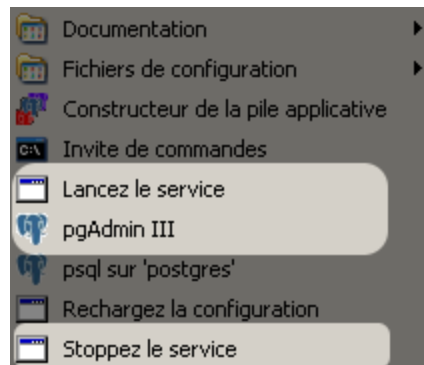 Documentation
Fichiers de configuration
Constructeur de la pile applicative
Invite de commandes
Lancez le service
pgAdmin III
psql sur 'postgres'
Rechargez la configuration
Stoppez le service